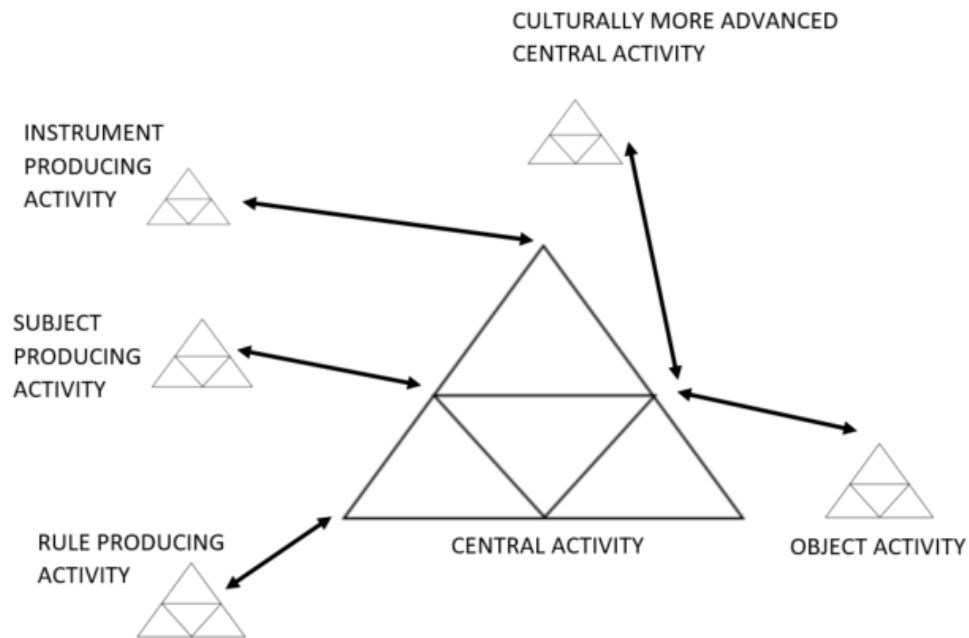 CULTURALLY MORE ADVANCED
CENTRAL ACTIVITY
INSTRUMENT
PRODUCING
ACTIVITY
SUBJECT
PRODUCING
ACTIVITY
RULE PRODUCING
ACTIVITY
CENTRAL ACTIVITY
OBJECT ACTIVITY